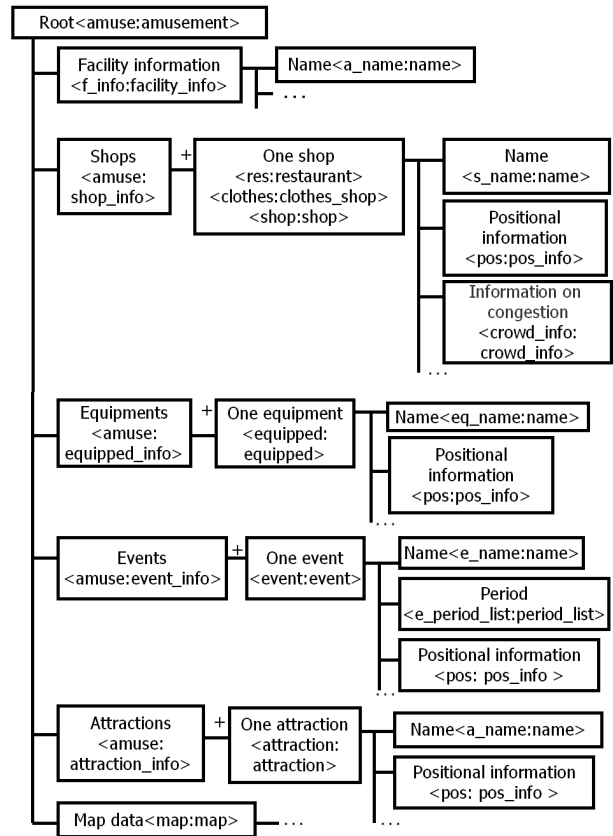 Root<amuse:amusement>
Facility information
<f_info:facility_info>
Name<a_name:name>
...
Shops
<amuse:
shop_info>
+
One shop
<res:restaurant>
<clothes:clothes_shop>
<shop:shop>
Name
<s_name:name>
Positional
information
<pos:pos_info>
Information on
congestion
<crowd_info:
crowd_info>
...
Equipments
<amuse:
equipped_info>
+
One equipment
<equipped:
equipped>
Name<eq_name:name>
Positional
information
<pos:pos_info>
...
Events
<amuse:event_info>
+
One event
<event:event>
Name<e_name:name>
Period
<e_period_list:period_list>
Positional information
<pos: pos_info >
...
Attractions
<amuse:
attraction_info>
+
One attraction
<attraction:
attraction>
Name<a_name:name>
Positional information
<pos: pos_info >
...
Map data<map:map>
...